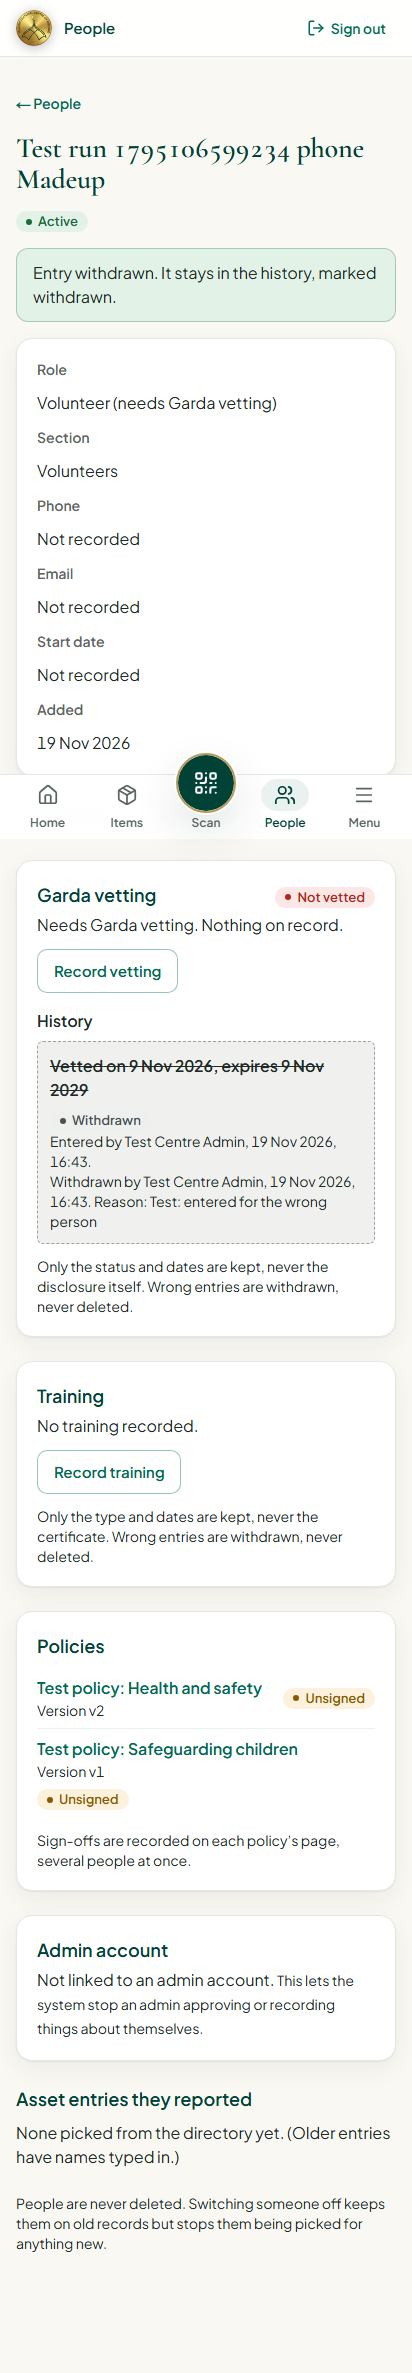 People
Sign out
← People
Test run 1795106599234 phone
Madeup
Active
Entry withdrawn. It stays in the history, marked
withdrawn.
Role
Volunteer (needs Garda vetting)
Section
Volunteers
Phone
Not recorded
Email
Not recorded
Start date
Not recorded
Added
19 Nov 2026
Home
Items
Scan
People
Menu
Garda vetting
Not vetted
Needs Garda vetting. Nothing on record.
Record vetting
History
Vetted on 9 Nov 2026, expires 9 Nov
2029
Withdrawn
Entered by Test Centre Admin, 19 Nov 2026,
16:43.
Withdrawn by Test Centre Admin, 19 Nov 2026,
16:43. Reason: Test: entered for the wrong
person
Only the status and dates are kept, never the
disclosure itself. Wrong entries are withdrawn,
never deleted.
Training
No training recorded.
Record training
Only the type and dates are kept, never the
certificate. Wrong entries are withdrawn, never
deleted.
Policies
Test policy: Health and safety
Unsigned
Version v2
Test policy: Safeguarding children
Version v1
Unsigned
Sign-offs are recorded on each policy's page,
several people at once.
Admin account
Not linked to an admin account. This lets the
system stop an admin approving or recording
things about themselves.
Asset entries they reported
None picked from the directory yet. (Older entries
have names typed in.)
People are never deleted. Switching someone off keeps
them on old records but stops them being picked for
anything new.